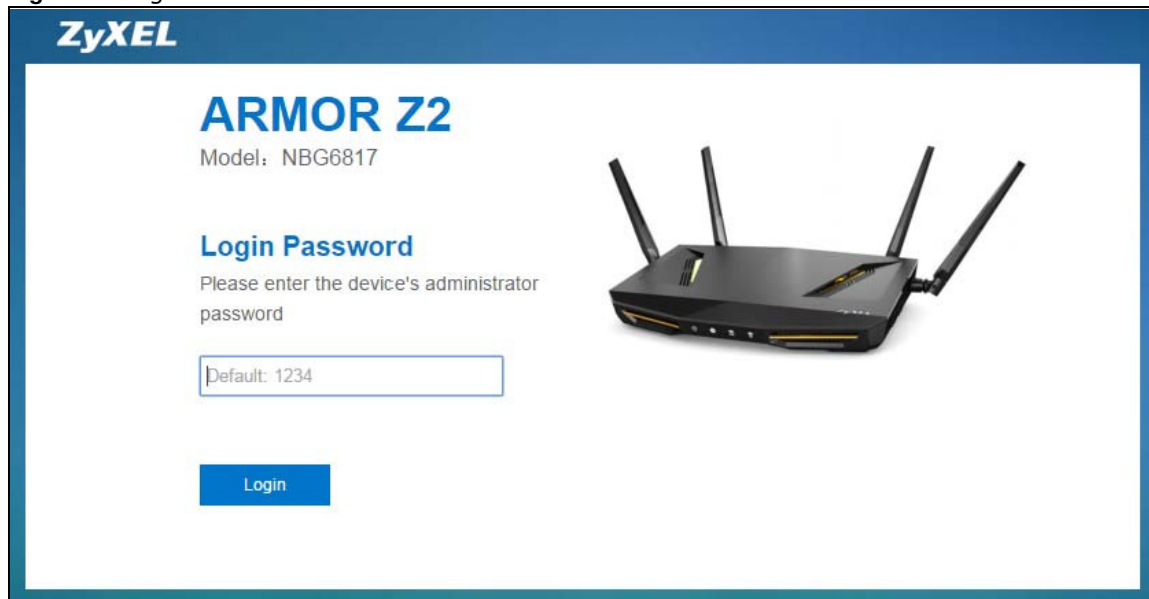 ZyXEL
ARMOR Z2
Model: NBG6817
Login Password
Please enter the device's administrator
password
Default: 1234
Login